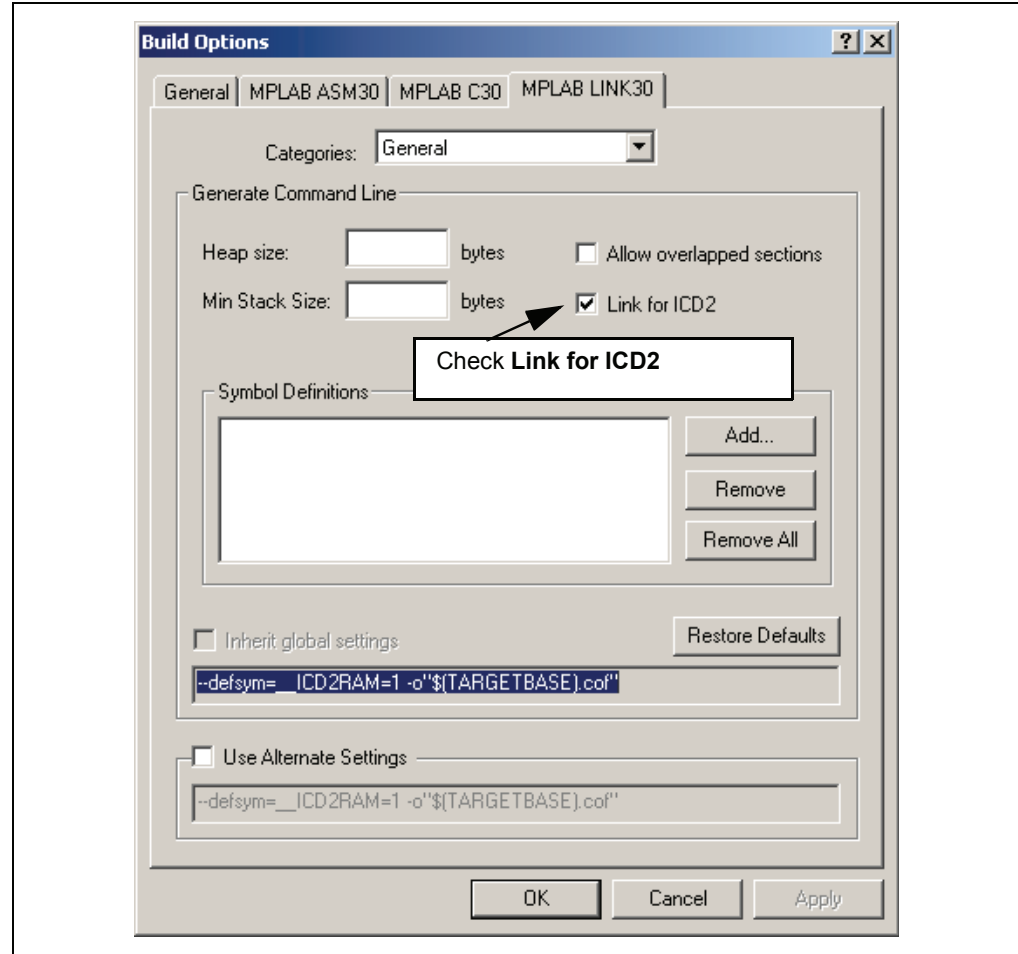 Build Options
General MPLAB ASM30 MPLAB C30 MPLAB LINK30
Categories: General
Generate Command Line
Heap size: bytes Allow overlapped sections
Min Stack Size: bytes Link for ICD2
Check Link for ICD2
Symbol Definitions
Add...
Remove
Remove All
Inherit global settings Restore Defaults
--defsym=__ICD2RAM=1 -o"$(TARGETBASE).cof"
Use Alternate Settings
--defsym=__ICD2RAM=1 -o"$(TARGETBASE).cof"
OK Cancel Apply